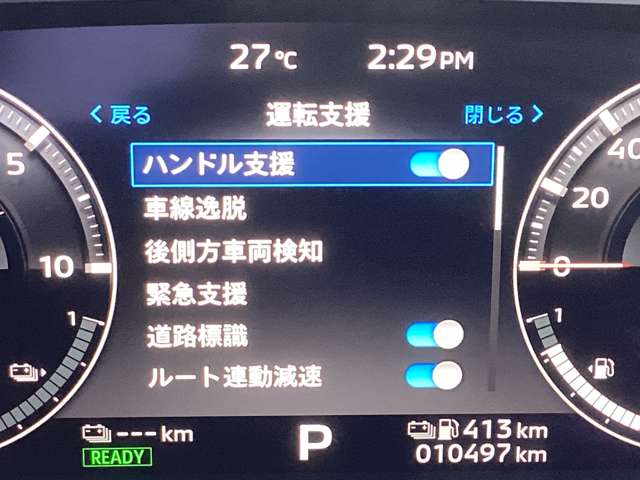 27℃ 2:29PM
戻る 運転支援 閉じる
ハンドル支援
車線逸脱
後側方車両検知
緊急支援
道路標識
ルート連動減速
5
10
1
40
20
0
1
---km
READY
P
413km
010497km